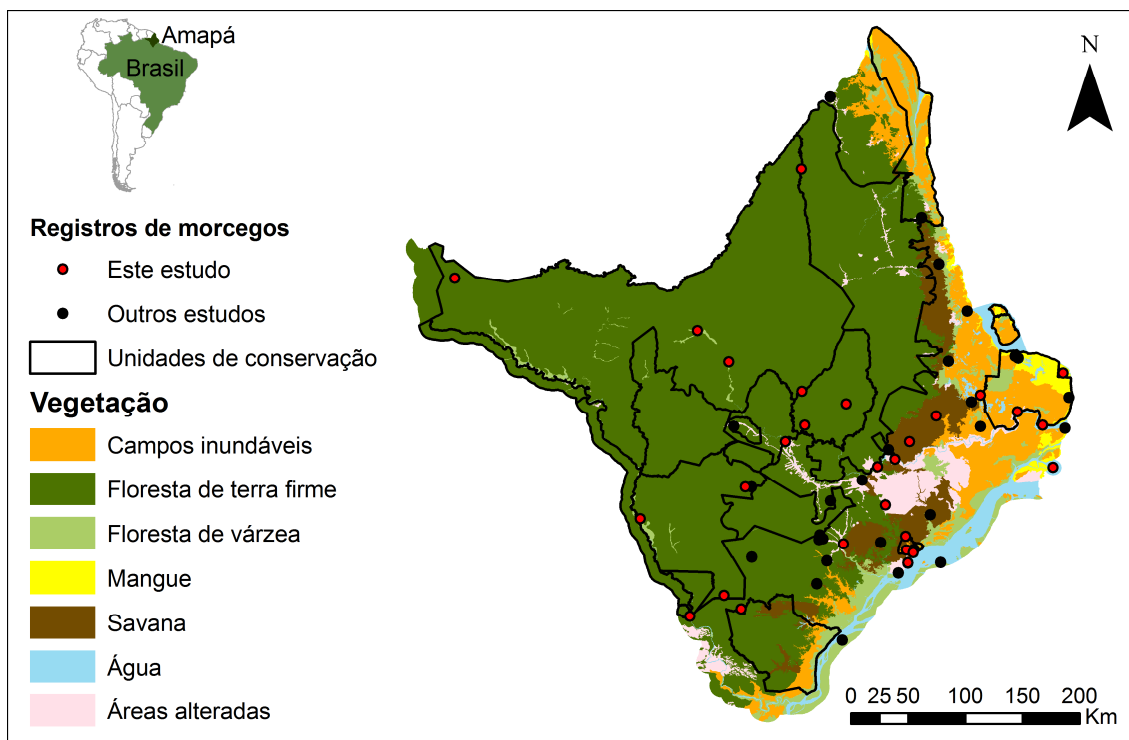 Amapá
Brasil
N
Registros de morcegos
Este estudo
Outros estudos
Unidades de conservação
Vegetação
Campos inundáveis
Floresta de terra firme
Floresta de várzea
Mangue
Savana
Água
Áreas alteradas
0 25 50 100 150 200
Km